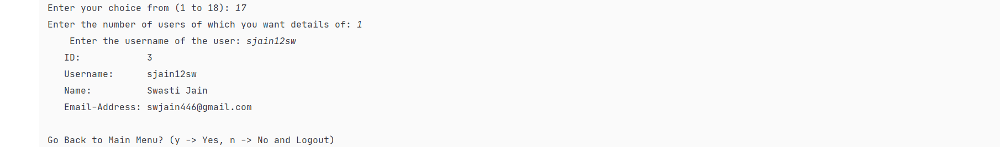 Enter your choice from (1 to 18): 17
Enter the number of users of which you want details of: 1
Enter the username of the user: sjain12sw
ID: 3
Username: sjain12sw
Name: Swasti Jain
Email-Address: swjain446@gmail.com
Go Back to Main Menu? (y -> Yes, n -> No and Logout)